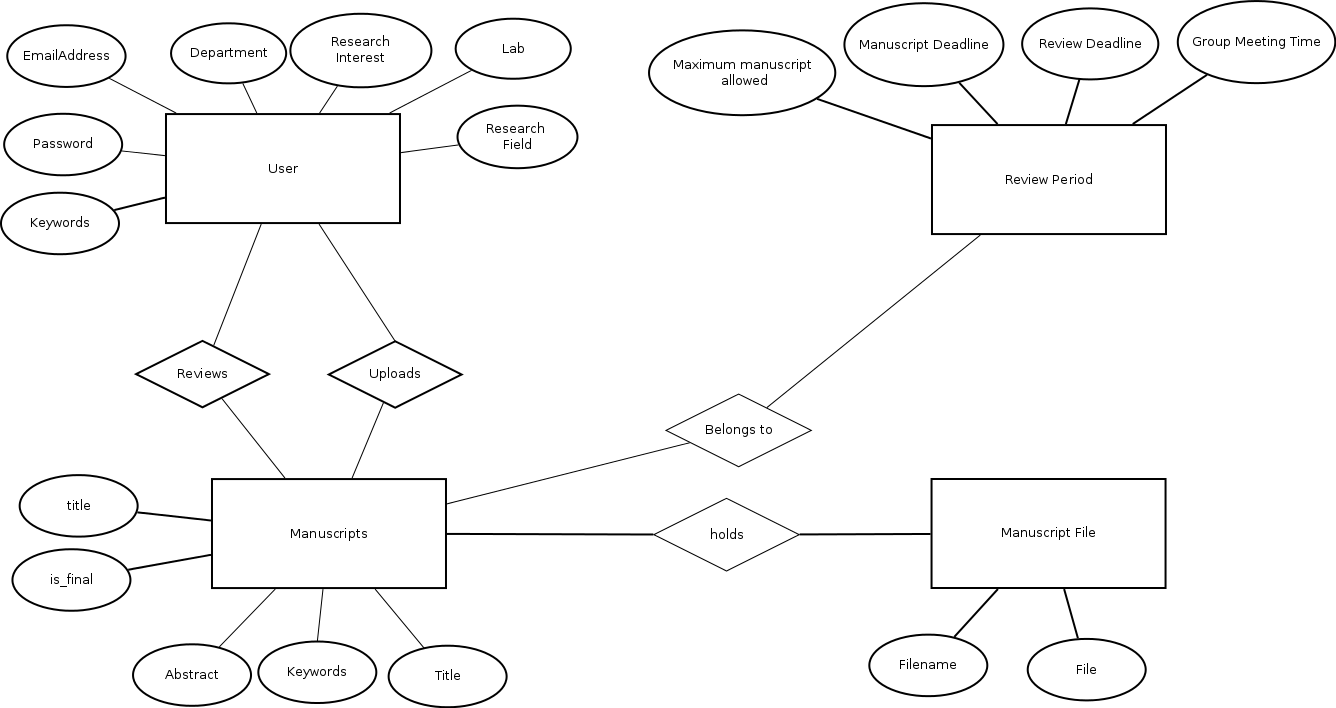 EmailAddress
Department
Research
Interest
Lab
Password
Research
Field
Keywords
User
Maximum manuscript
allowed
Manuscript Deadline
Review Deadline
Group Meeting Time
Review Period
Reviews
Uploads
Belongs to
title
is_final
Manuscripts
holds
Manuscript File
Abstract
Keywords
Title
Filename
File